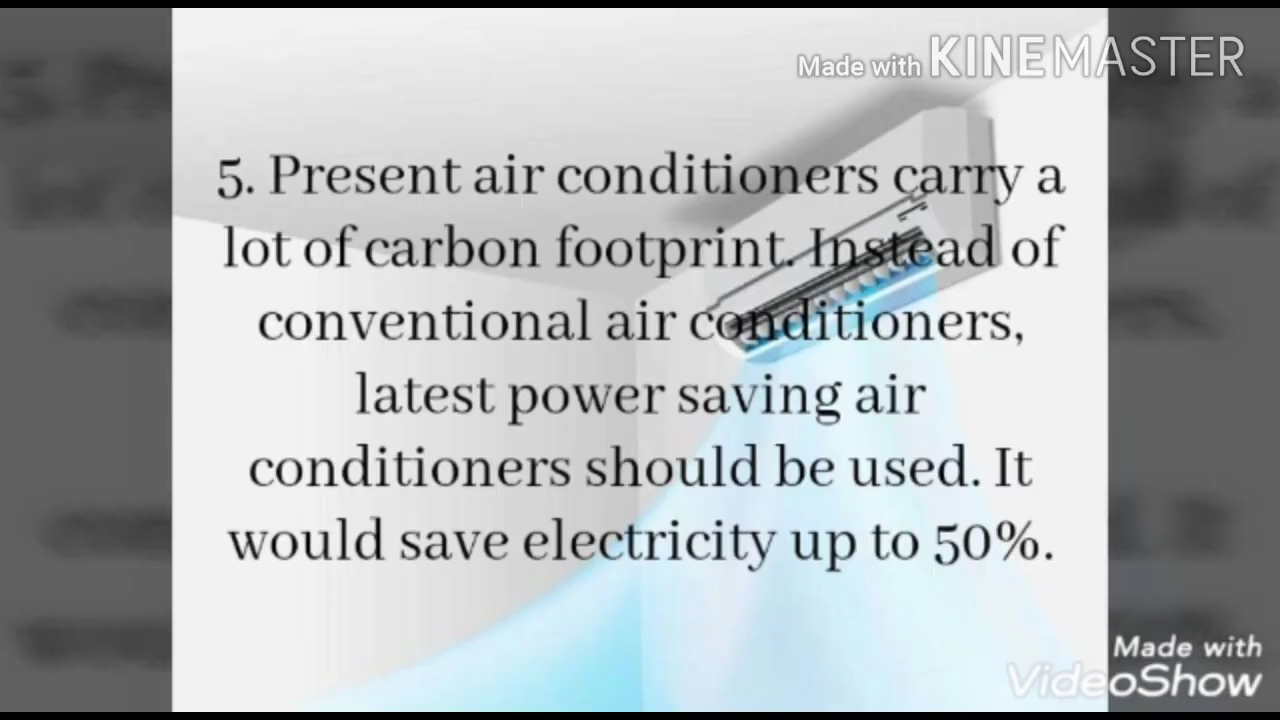 Made with KINEMASTER
5. Present air conditioners carry a
lot of carbon footprint. Instead of
conventional air conditioners,
latest power saving air
conditioners should be used. It
would save electricity up to 50%.
Made with
VideoShow